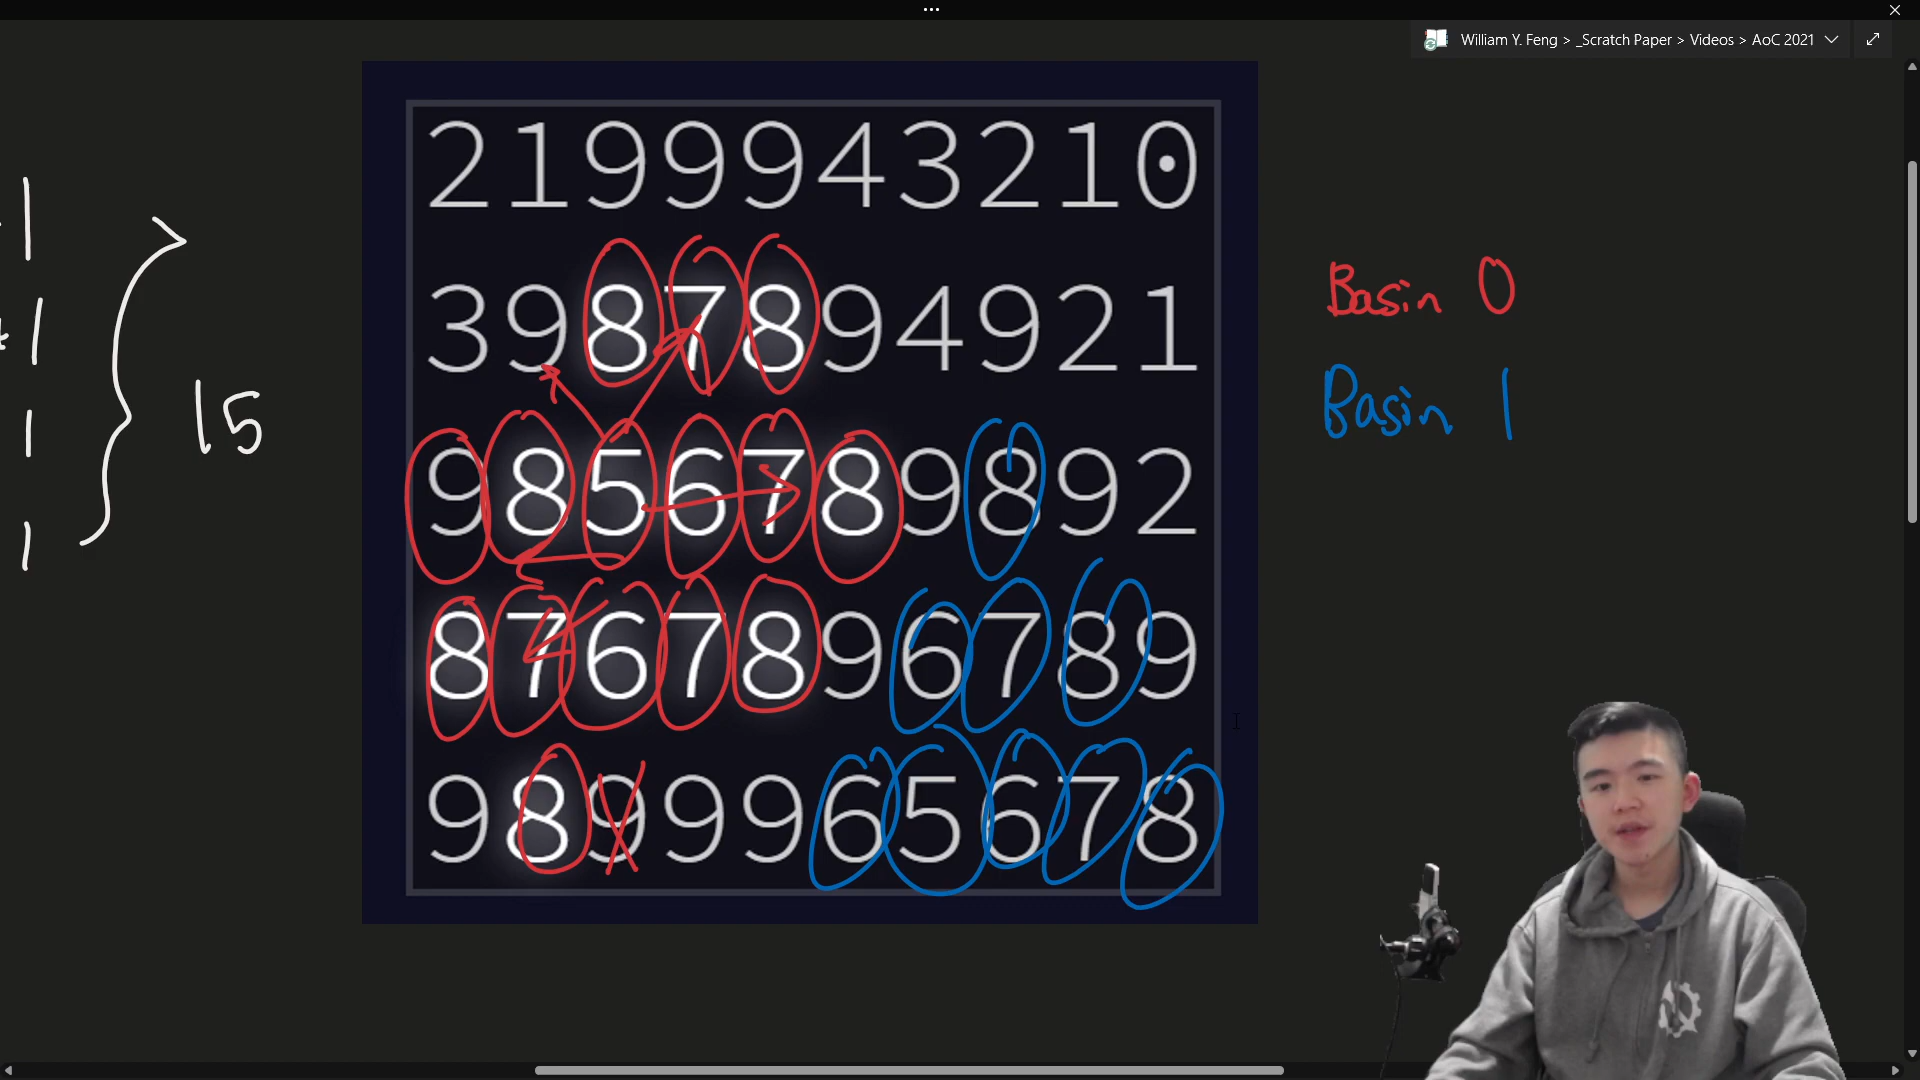 William Y. Feng > _Scratch Paper > Videos > AoC 2021
2199943210
3987894921
9856789892
8767896789
9899965678
15
Basin 0
Basin 1